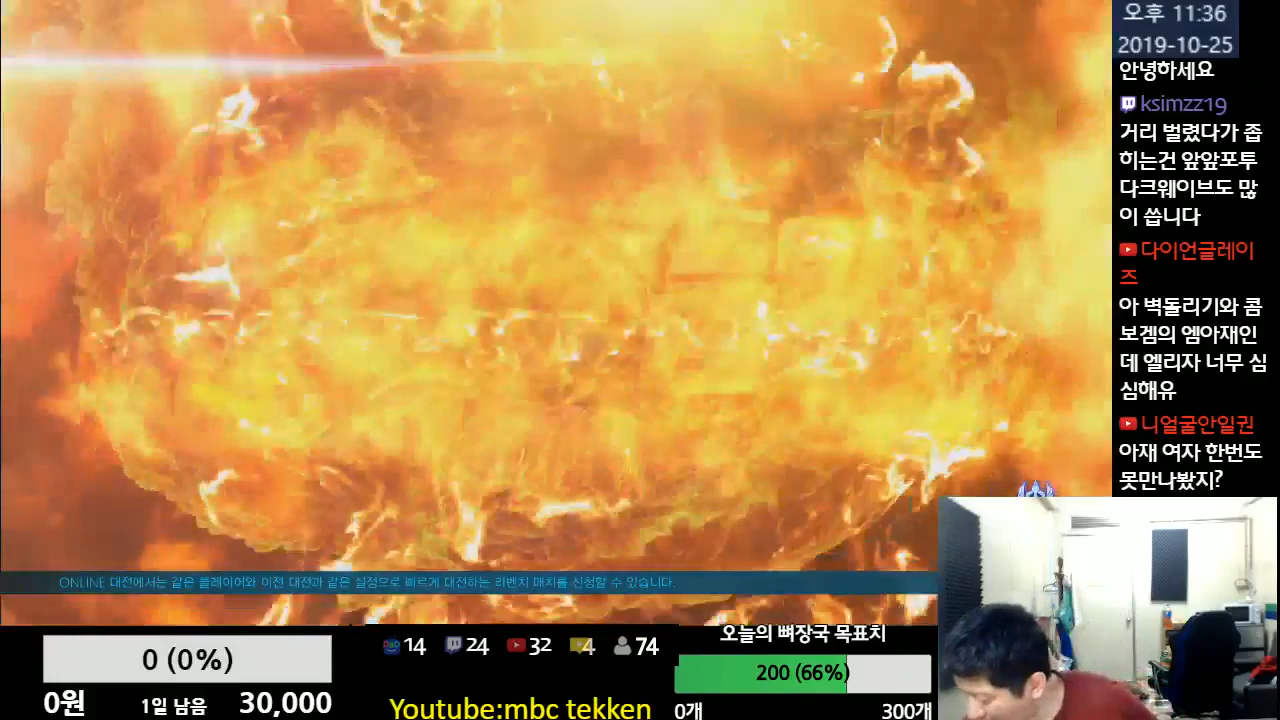 오후 11:36
2019-10-25
안녕하세요
ksimzz19
거리 벌렸다가 좁
히는건 앞앞포투
다크웨이브도 많
이 씁니다
다이언글레이
즈
아 벽돌리기와 콤
보겜의 엠아재인
데 엘리자 너무 심
심해유
니얼굴안일권
아재 여자 한번도
못만나봤지?
ONLINE 대전에서는 같은 플레이어와 이전 대전과 같은 설정으로 빠르게 대전하는 리벤치 매치를 신청할 수 있습니다.
0 (0%)
0원 1일 남음 30,000
14 24 32 4 74
Youtube:mbc tekken
오늘의 뼈장국 목표치
200 (66%)
0개 300개